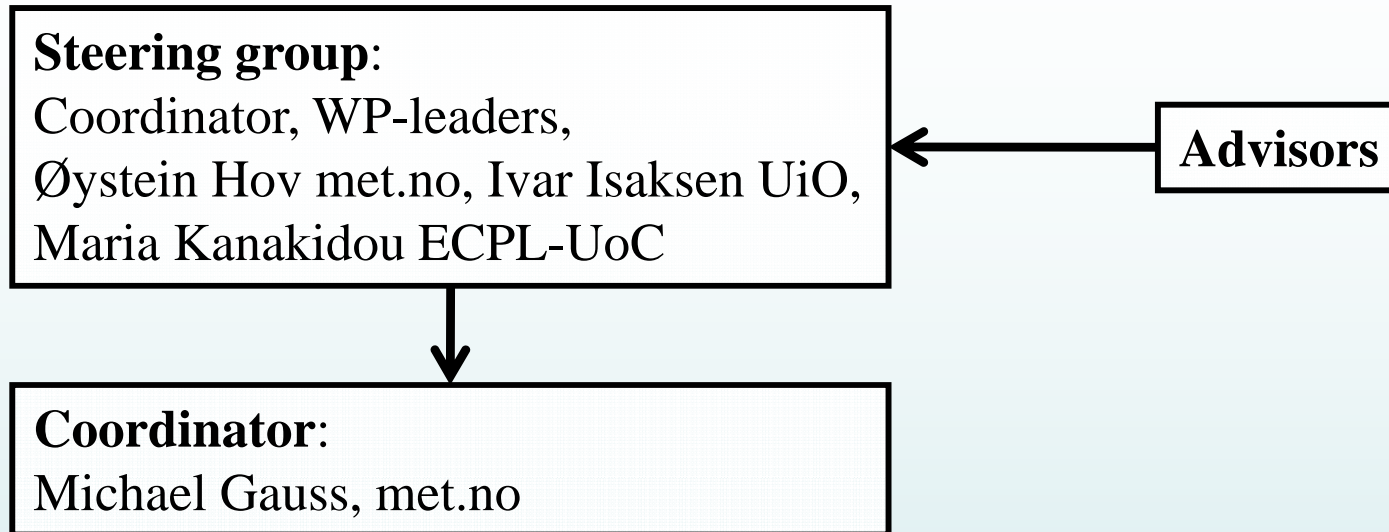 Steering group:
Coordinator, WP-leaders,
Øystein Hov met.no, Ivar Isaksen UiO,
Maria Kanakidou ECPL-UoC
Advisors
Coordinator:
Michael Gauss, met.no